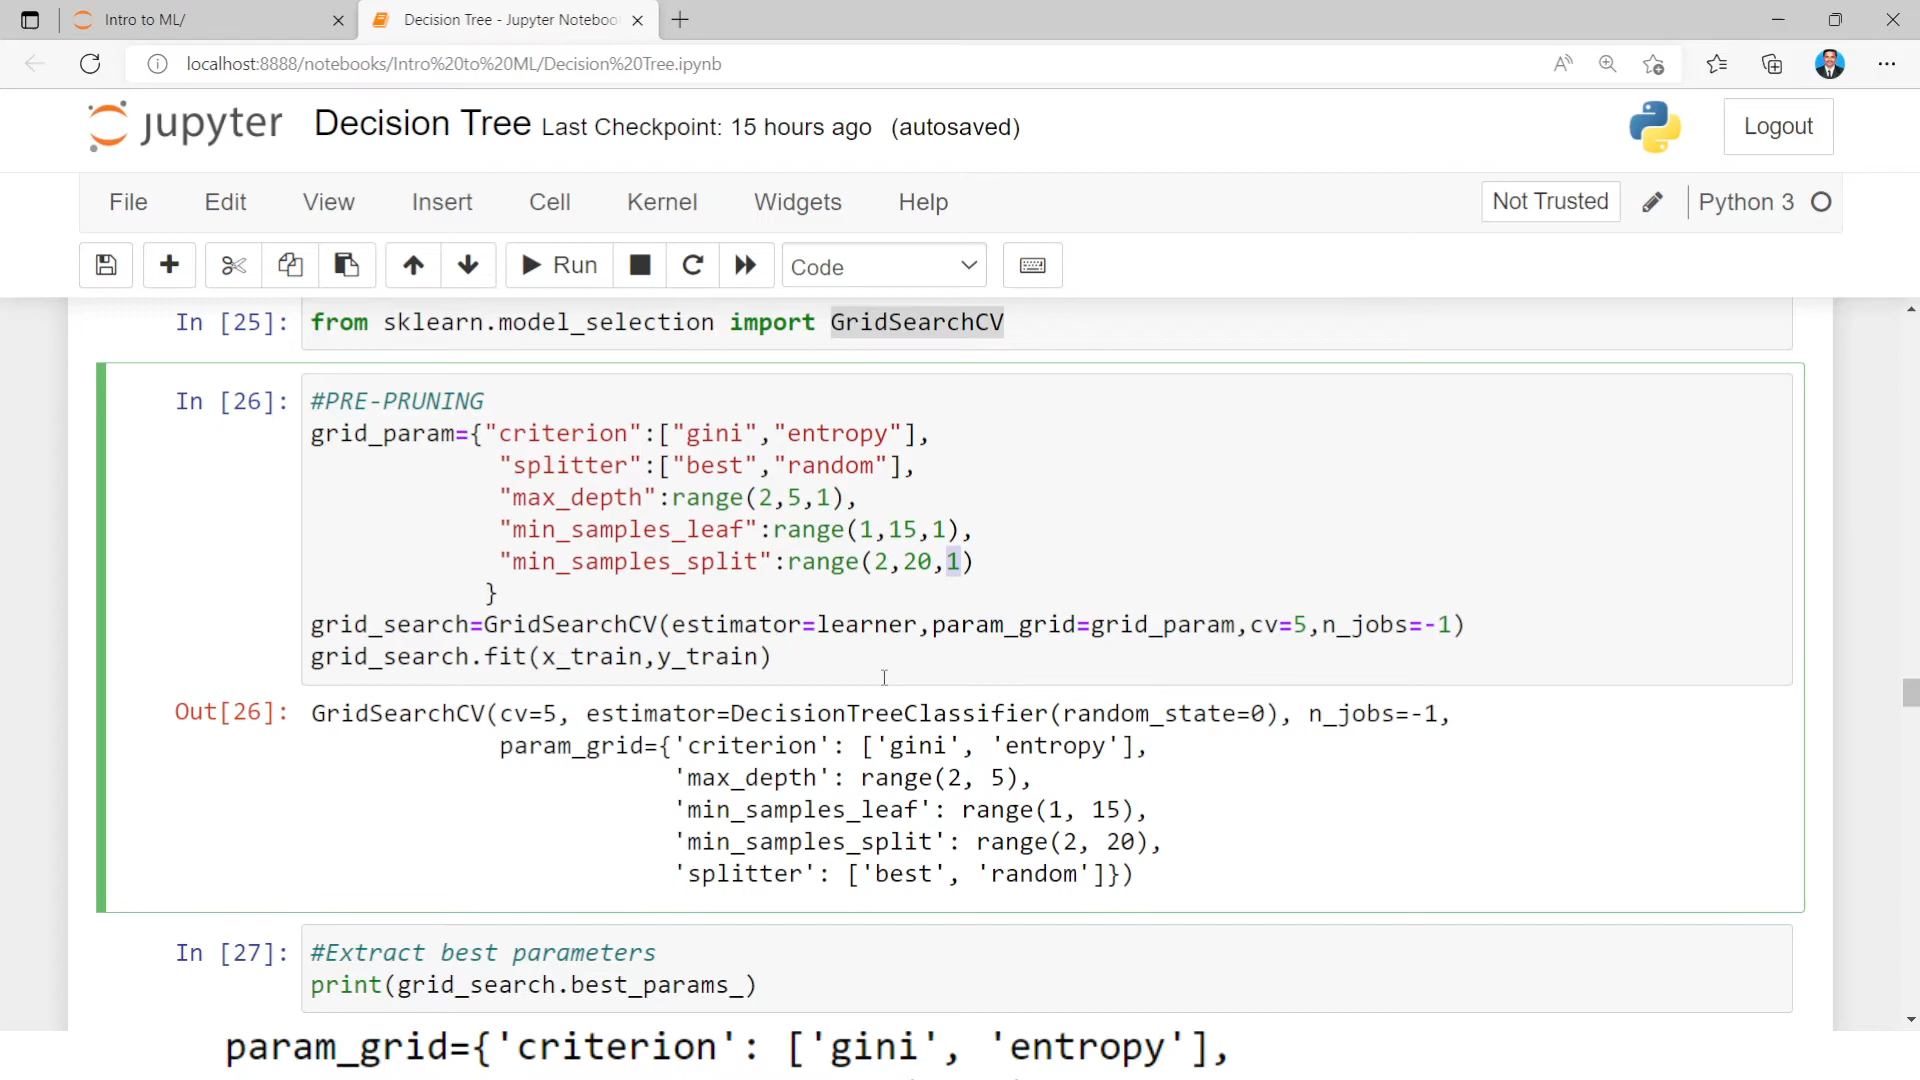 Intro to ML/
Decision Tree - Jupyter Noteboo
localhost:8888/notebooks/Intro%20to%20ML/Decision%20Tree.ipynb
jupyter Decision Tree Last Checkpoint: 15 hours ago (autosaved)
Logout
File Edit View Insert Cell Kernel Widgets Help
Not Trusted
Python 3
Run
Code
In [25]: from sklearn.model_selection import GridSearchCV
In [26]: #PRE-PRUNING
grid_param={"criterion":["gini","entropy"],
"splitter":["best","random"],
"max_depth":range(2,5,1),
"min_samples_leaf":range(1,15,1),
"min_samples_split":range(2,20,1)
}
grid_search=GridSearchCV(estimator=learner,param_grid=grid_param,cv=5,n_jobs=-1)
grid_search.fit(x_train,y_train)
Out[26]: GridSearchCV(cv=5, estimator=DecisionTreeClassifier(random_state=0), n_jobs=-1,
param_grid={'criterion': ['gini', 'entropy'],
'max_depth': range(2, 5),
'min_samples_leaf': range(1, 15),
'min_samples_split': range(2, 20),
'splitter': ['best', 'random']})
In [27]: #Extract best parameters
print(grid_search.best_params_)
param_grid={'criterion': ['gini', 'entropy'],